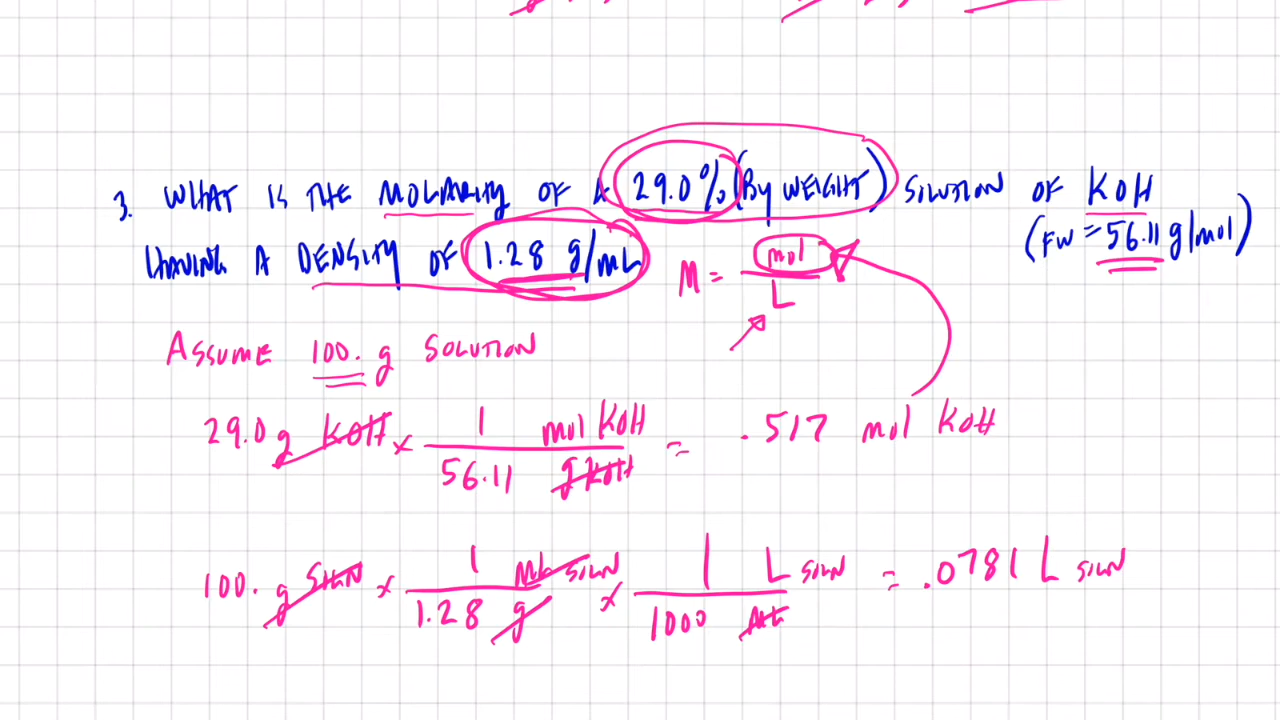 3. WHAT IS THE MOLARITY OF A 29.0% (BY WEIGHT) SOLUTION OF KOH
HAVING A DENSITY OF 1.28 g/mL (FW = 56.11 g/mol)
M = mol / L
ASSUME 100. g SOLUTION
29.0 g KOH x 1 mol KOH / 56.11 g KOH = .517 mol KOH
100. g SOLN x 1 mL SOLN / 1.28 g x 1 L SOLN / 1000 mL = .0781 L SOLN